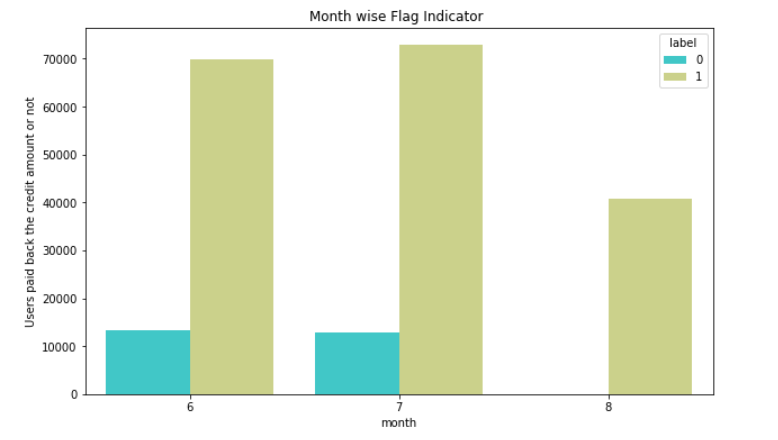 Month wise Flag Indicator
label
0
1
Users paid back the credit amount or not
70000
60000
50000
40000
30000
20000
10000
0
6 7 8
month